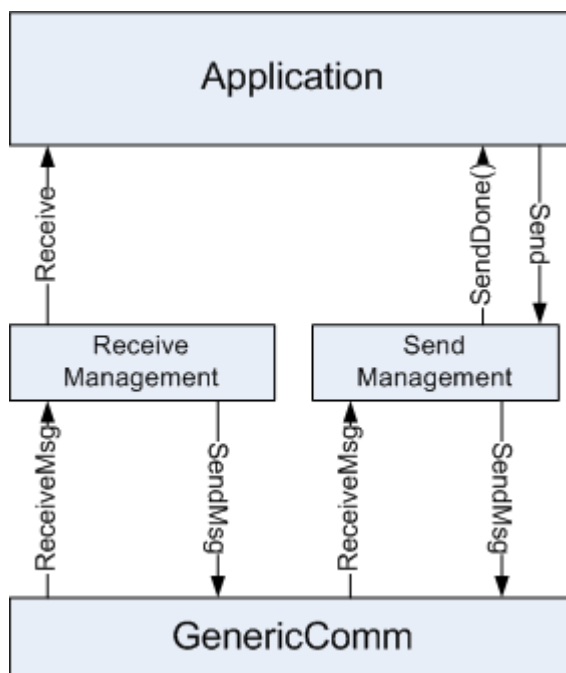 Application
Receive
SendDone()
Send
Receive
Management
Send
Management
ReceiveMsg
SendMsg
ReceiveMsg
SendMsg
GenericComm